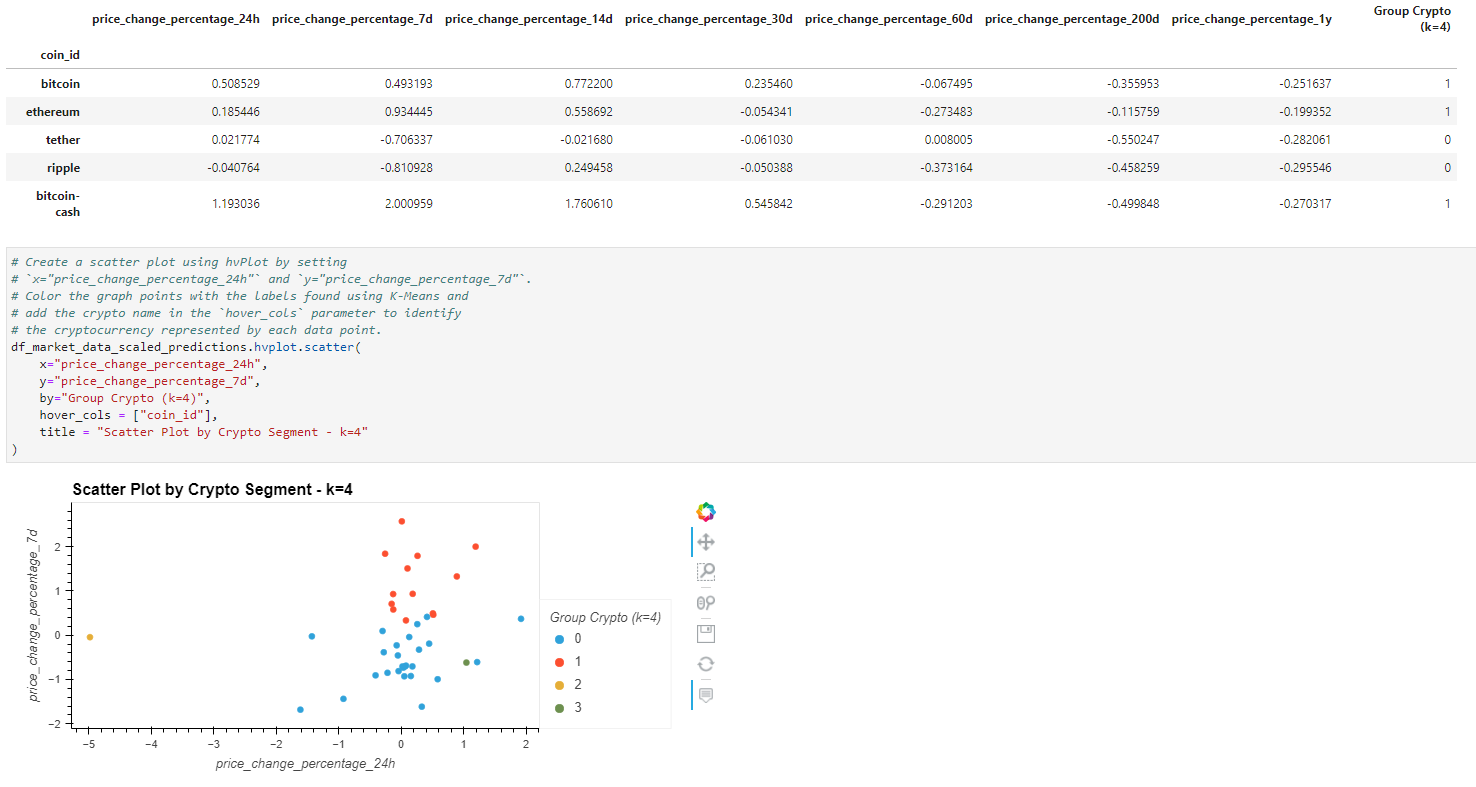 price_change_percentage_24h price_change_percentage_7d price_change_percentage_14d price_change_percentage_30d price_change_percentage_60d price_change_percentage_200d price_change_percentage_1y Group Crypto
(k=4)
coin_id
bitcoin 0.508529 0.493193 0.772200 0.235460 -0.067495 -0.355953 -0.251637 1
ethereum 0.185446 0.934445 0.558692 -0.054341 -0.273483 -0.115759 -0.199352 1
tether 0.021774 -0.706337 -0.021680 -0.061030 0.008005 -0.550247 -0.282061 0
ripple -0.040764 -0.810928 0.249458 -0.050388 -0.373164 -0.458259 -0.295546 0
bitcoin-
cash 1.193036 2.000959 1.760610 0.545842 -0.291203 -0.499848 -0.270317 1
# Create a scatter plot using hvPlot by setting
# `x="price_change_percentage_24h"` and `y="price_change_percentage_7d"`.
# Color the graph points with the labels found using K-Means and
# add the crypto name in the `hover_cols` parameter to identify
# the cryptocurrency represented by each data point.
df_market_data_scaled_predictions.hvplot.scatter(
x="price_change_percentage_24h",
y="price_change_percentage_7d",
by="Group Crypto (k=4)",
hover_cols = ["coin_id"],
title = "Scatter Plot by Crypto Segment - k=4"
)
Scatter Plot by Crypto Segment - k=4
price_change_percentage_7d
2
1
0
−1
−2
−5 −4 −3 −2 −1 0 1 2
price_change_percentage_24h
Group Crypto (k=4)
0
1
2
3